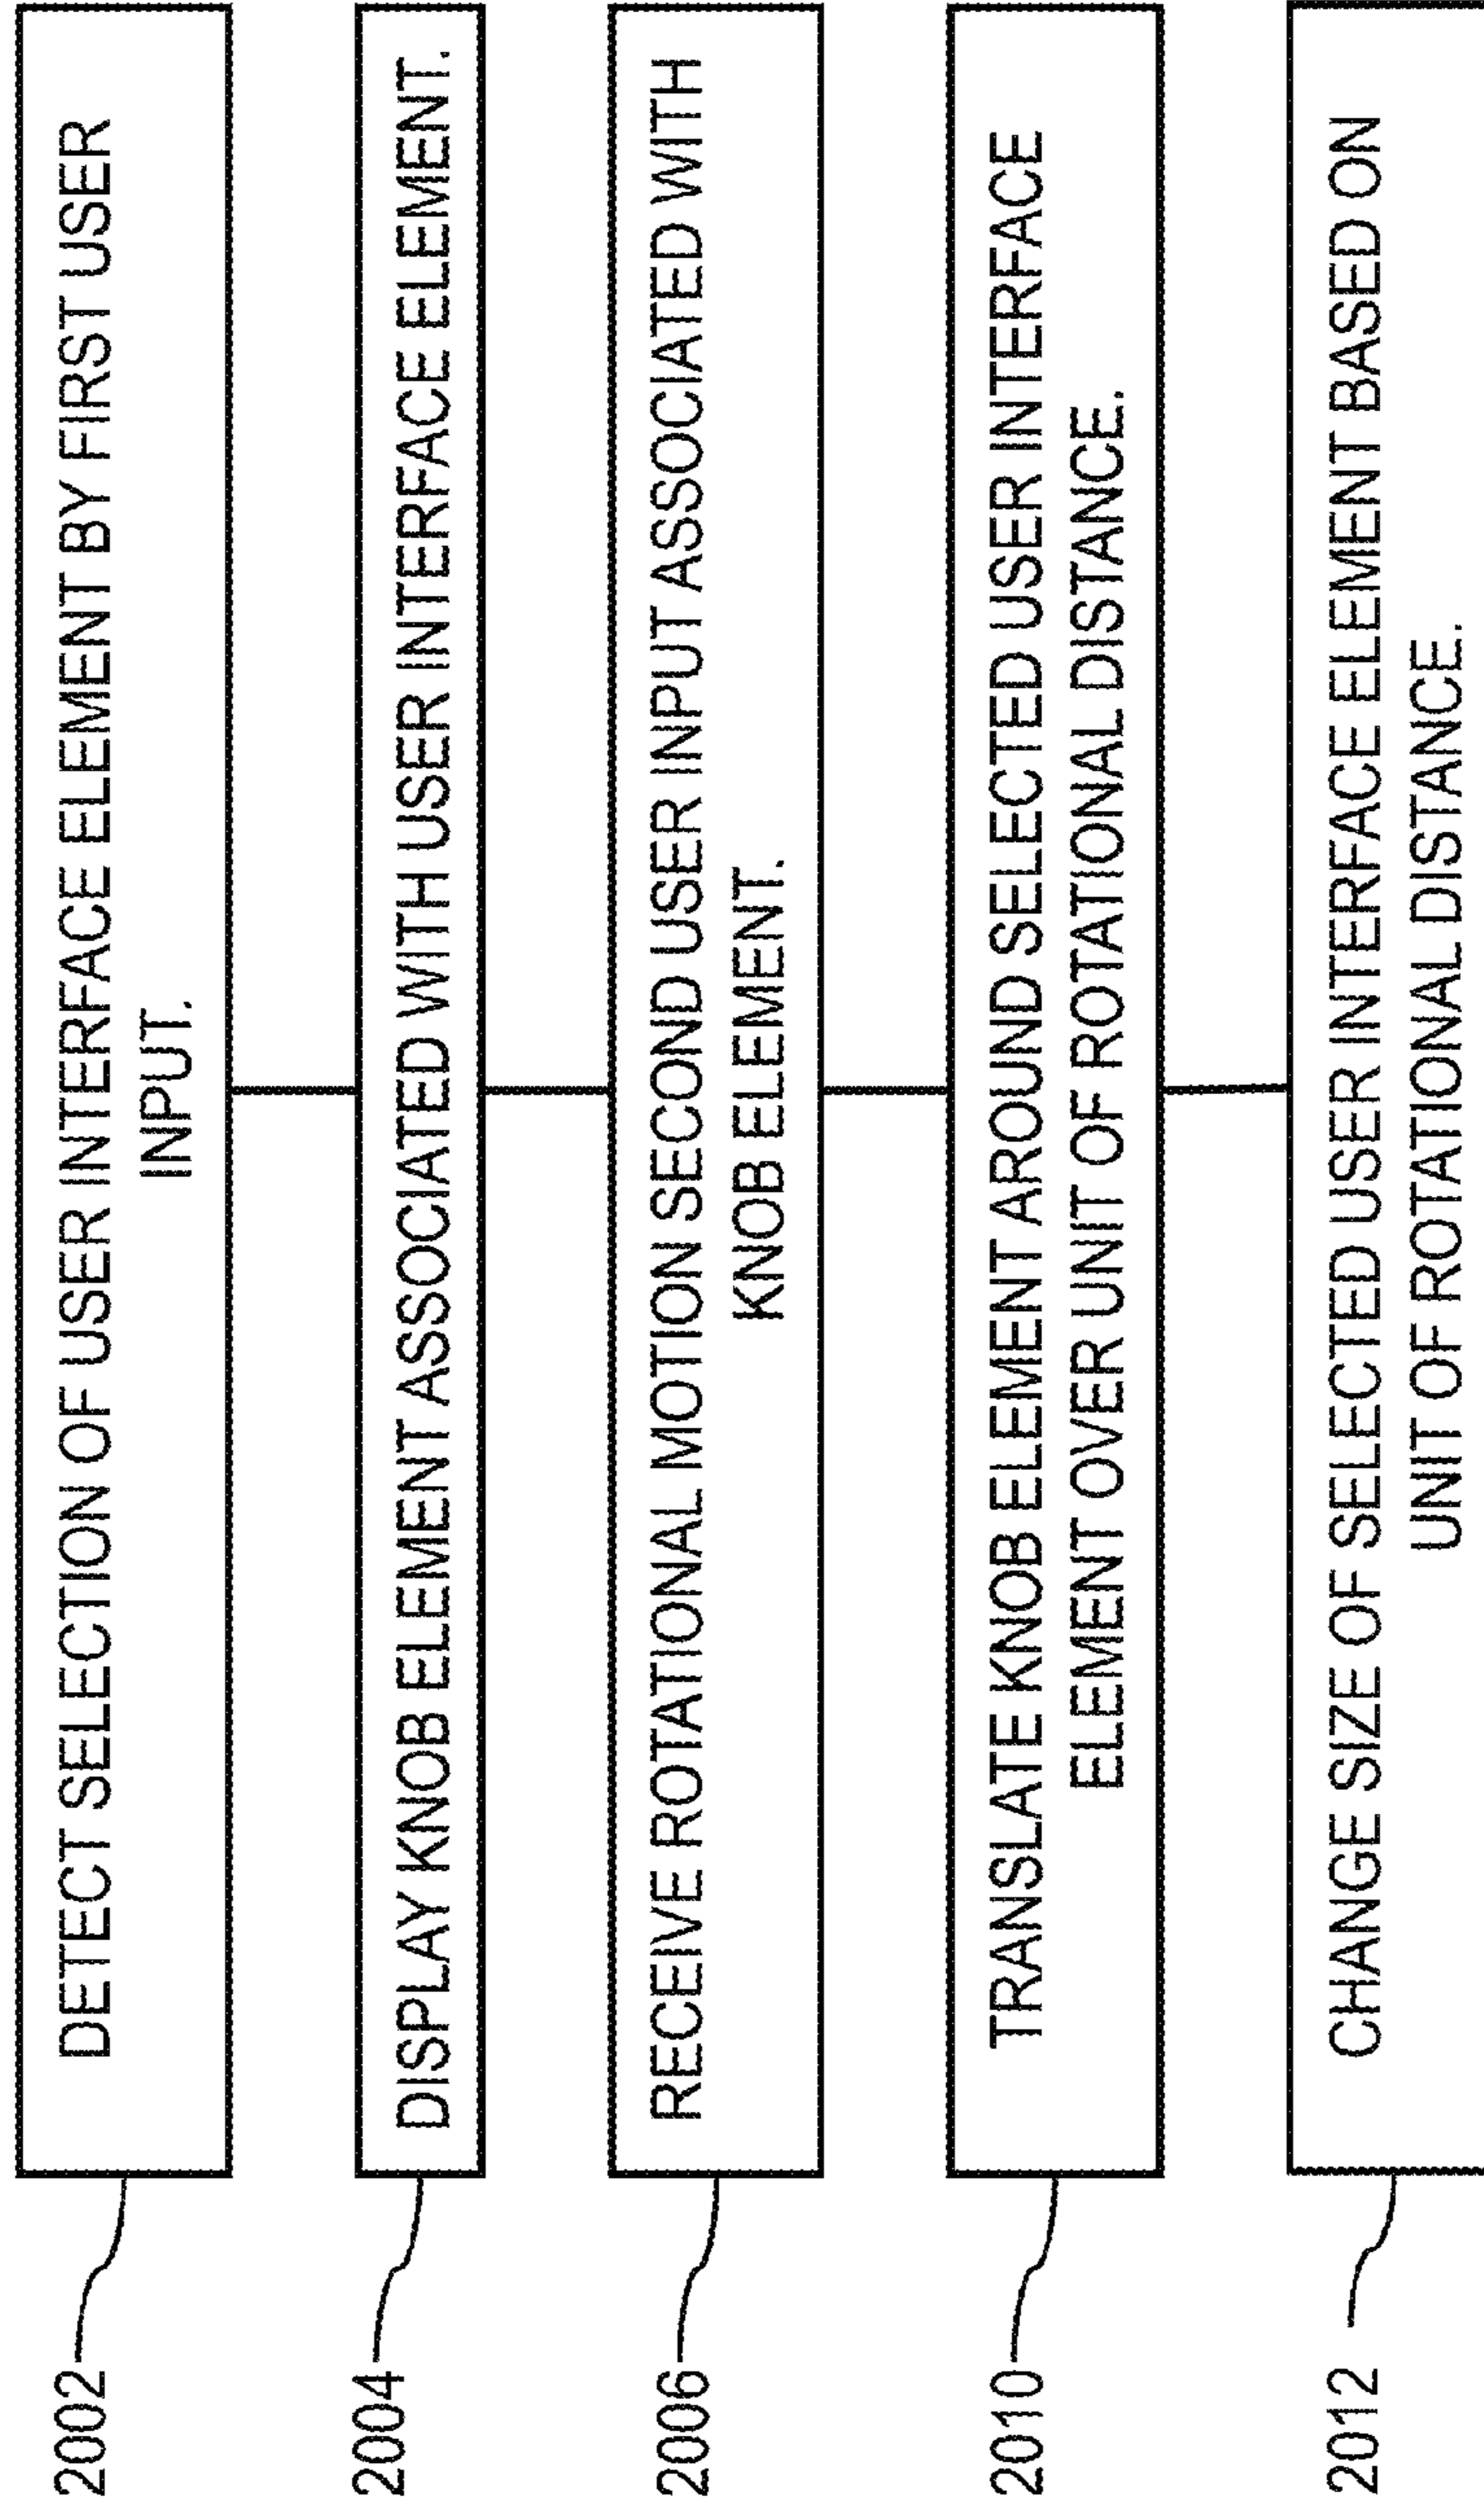 2002
DETECT SELECTION OF USER INTERFACE ELEMENT BY FIRST USER
INPUT.
2004
DISPLAY KNOB ELEMENT ASSOCIATED WITH USER INTERFACE ELEMENT.
2006
RECEIVE ROTATIONAL MOTION SECOND USER INPUT ASSOCIATED WITH
KNOB ELEMENT.
2010
TRANSLATE KNOB ELEMENT AROUND SELECTED USER INTERFACE
ELEMENT OVER UNIT OF ROTATIONAL DISTANCE.
2012
CHANGE SIZE OF SELECTED USER INTERFACE ELEMENT BASED ON
UNIT OF ROTATIONAL DISTANCE.